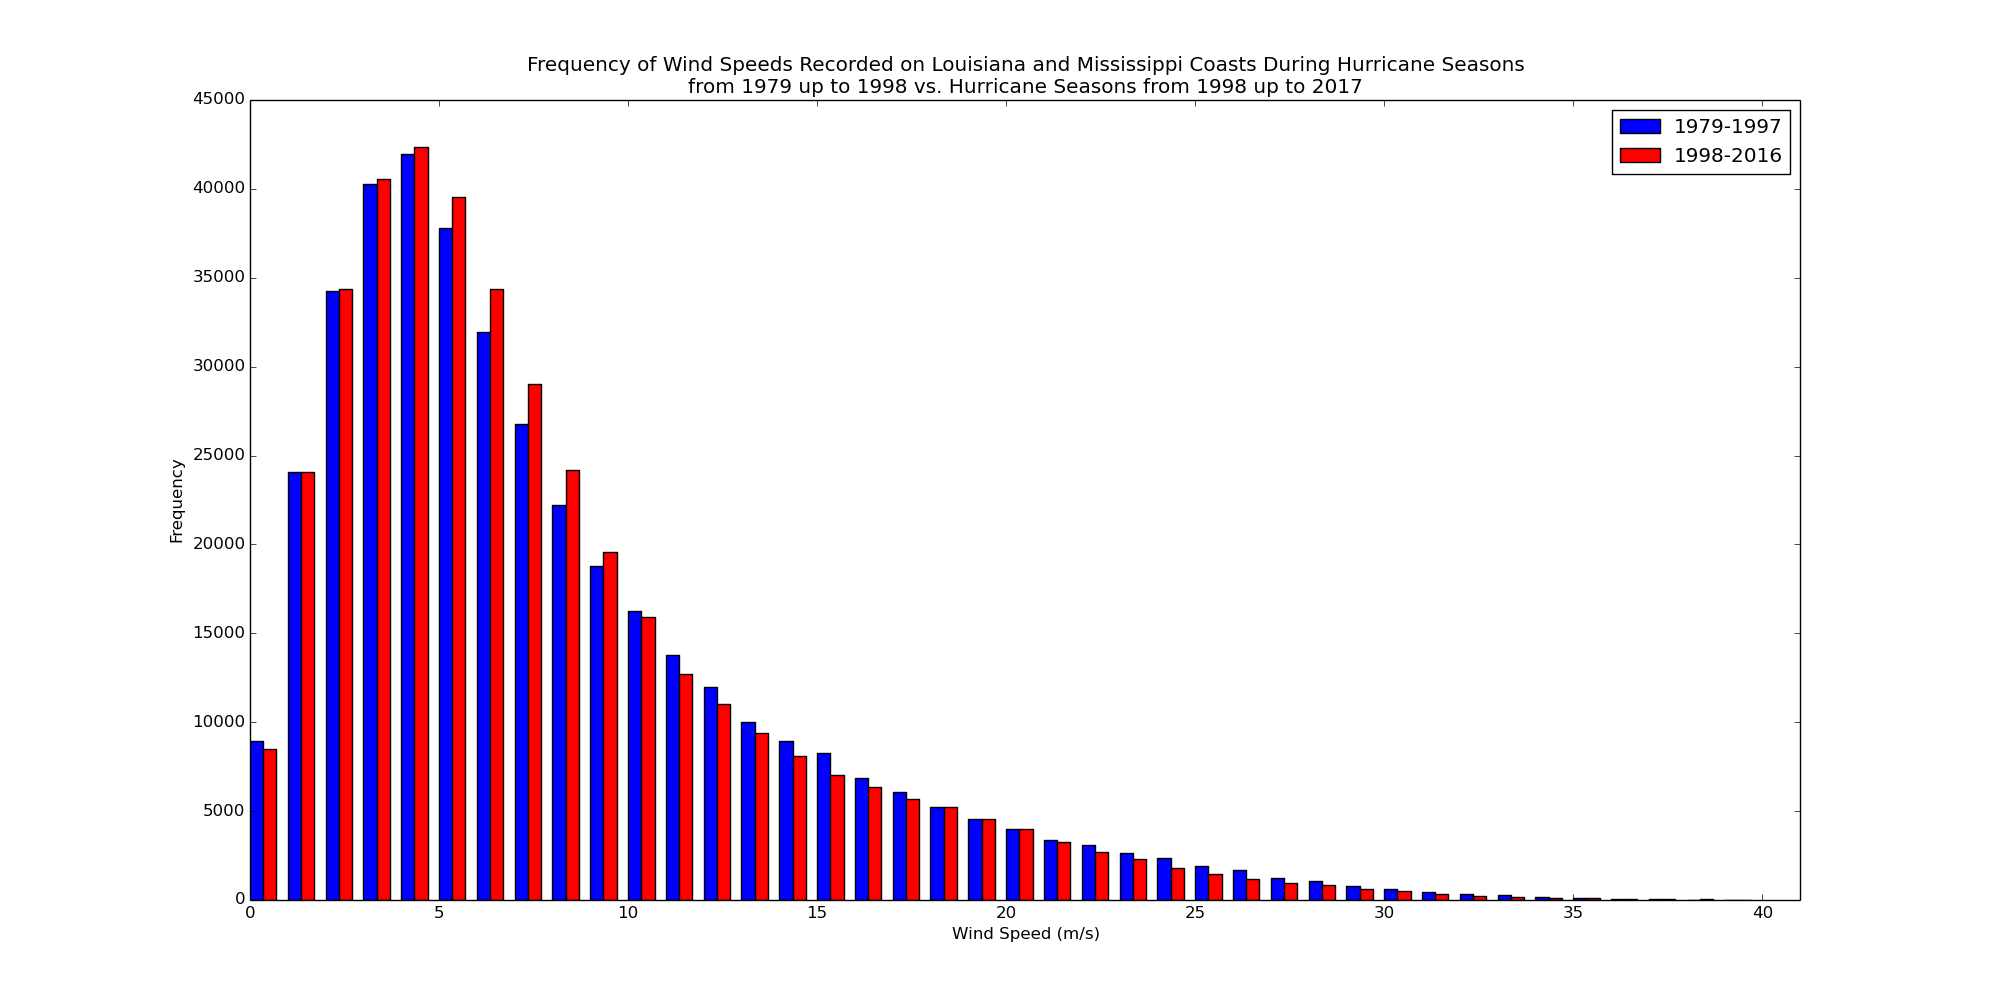 Frequency of Wind Speeds Recorded on Louisiana and Mississippi Coasts During Hurricane Seasons
from 1979 up to 1998 vs. Hurricane Seasons from 1998 up to 2017
1979-1997
1998-2016
45000
40000
35000
30000
25000
20000
15000
10000
5000
0
Frequency
0 5 10 15 20 25 30 35 40
Wind Speed (m/s)